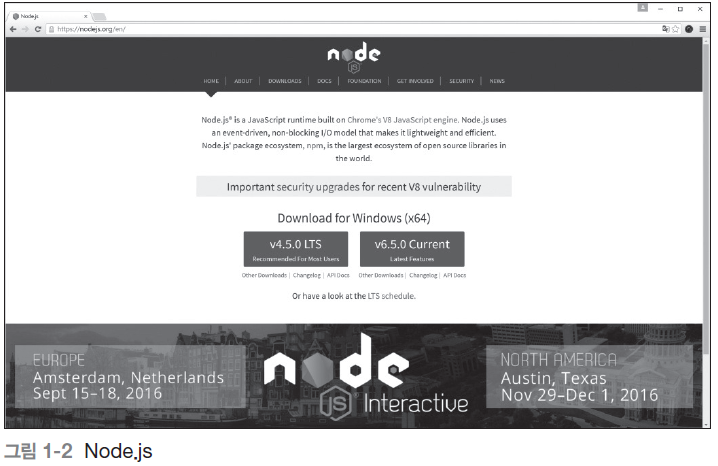 Node.js
https://nodejs.org/en/
node
JS
HOME | ABOUT | DOWNLOADS | DOCS | FOUNDATION | GET INVOLVED | SECURITY | NEWS
Node.js® is a JavaScript runtime built on Chrome's V8 JavaScript engine. Node.js uses
an event-driven, non-blocking I/O model that makes it lightweight and efficient.
Node.js' package ecosystem, npm, is the largest ecosystem of open source libraries in
the world.
Important security upgrades for recent V8 vulnerability
Download for Windows (x64)
v4.5.0 LTS
Recommended For Most Users
v6.5.0 Current
Latest Features
Other Downloads | Changelog | API Docs
Other Downloads | Changelog | API Docs
Or have a look at the LTS schedule.
EUROPE
Amsterdam, Netherlands
Sept 15–18, 2016
node
JS Interactive
NORTH AMERICA
Austin, Texas
Nov 29–Dec 1, 2016
그림 1-2 Node.js